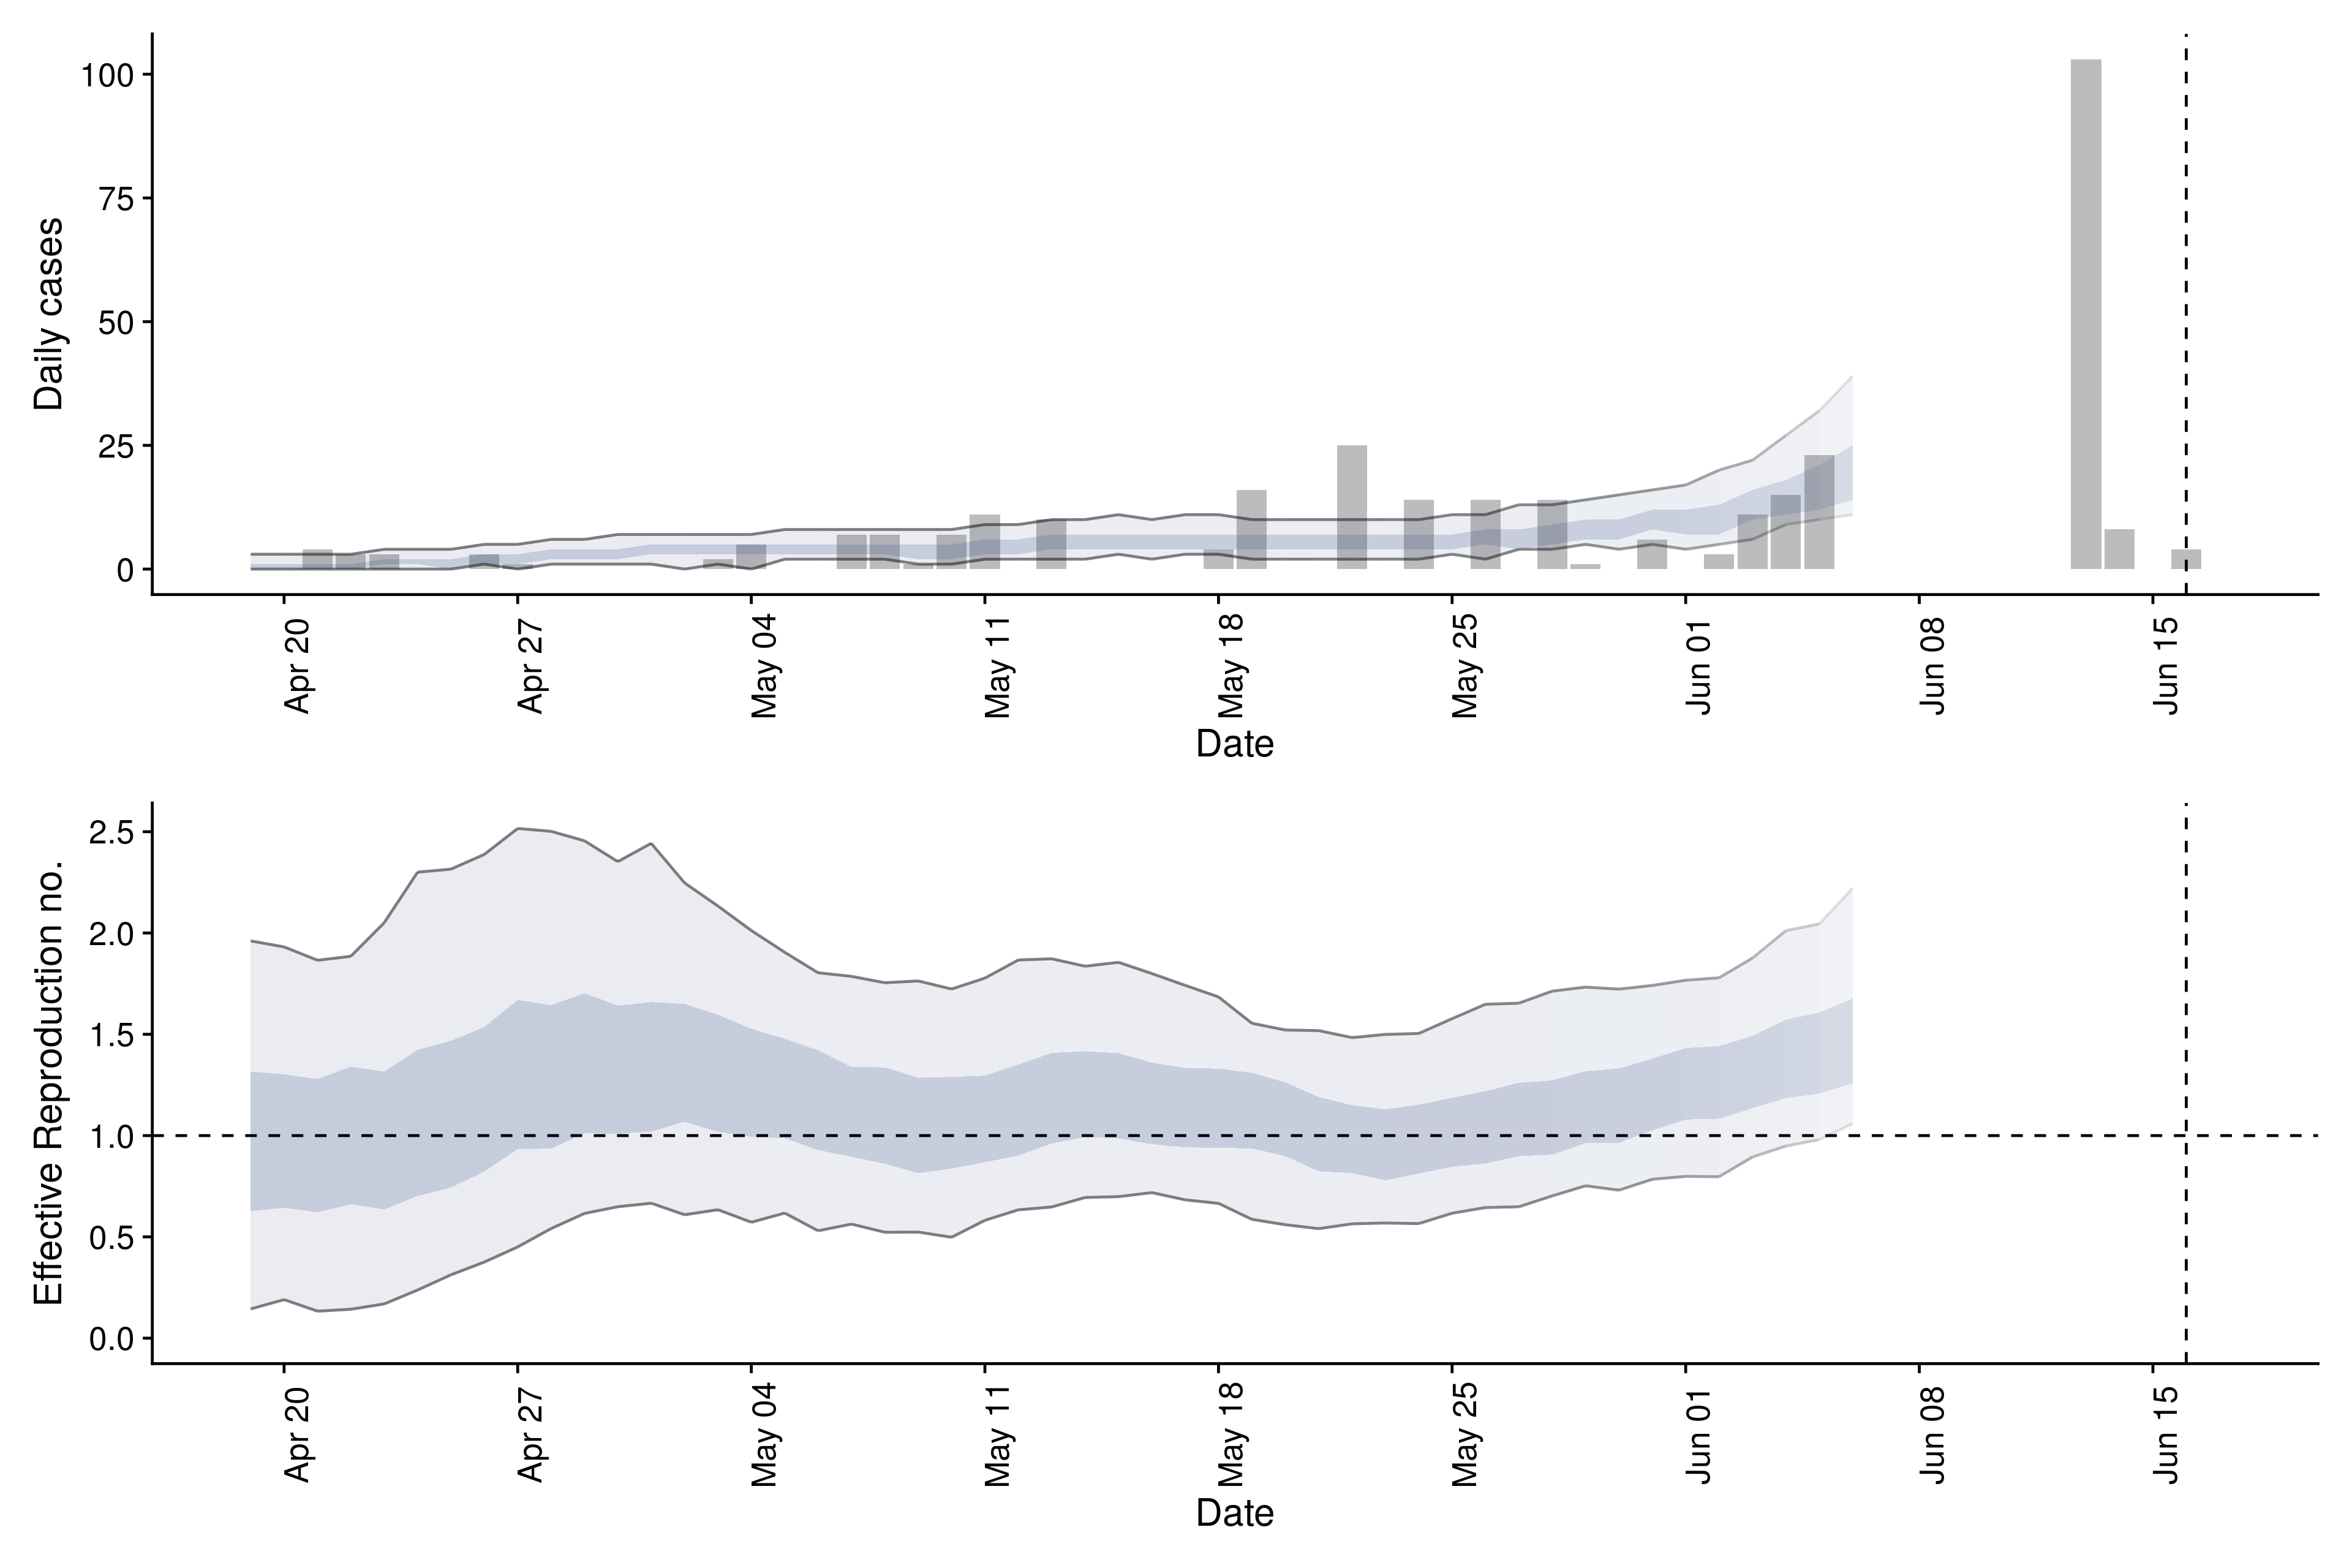 Daily cases
100
75
50
25
0
Apr 20
Apr 27
May 04
May 11
May 18
May 25
Jun 01
Jun 08
Jun 15
Date
Effective Reproduction no.
2.5
2.0
1.5
1.0
0.5
0.0
Apr 20
Apr 27
May 04
May 11
May 18
May 25
Jun 01
Jun 08
Jun 15
Date